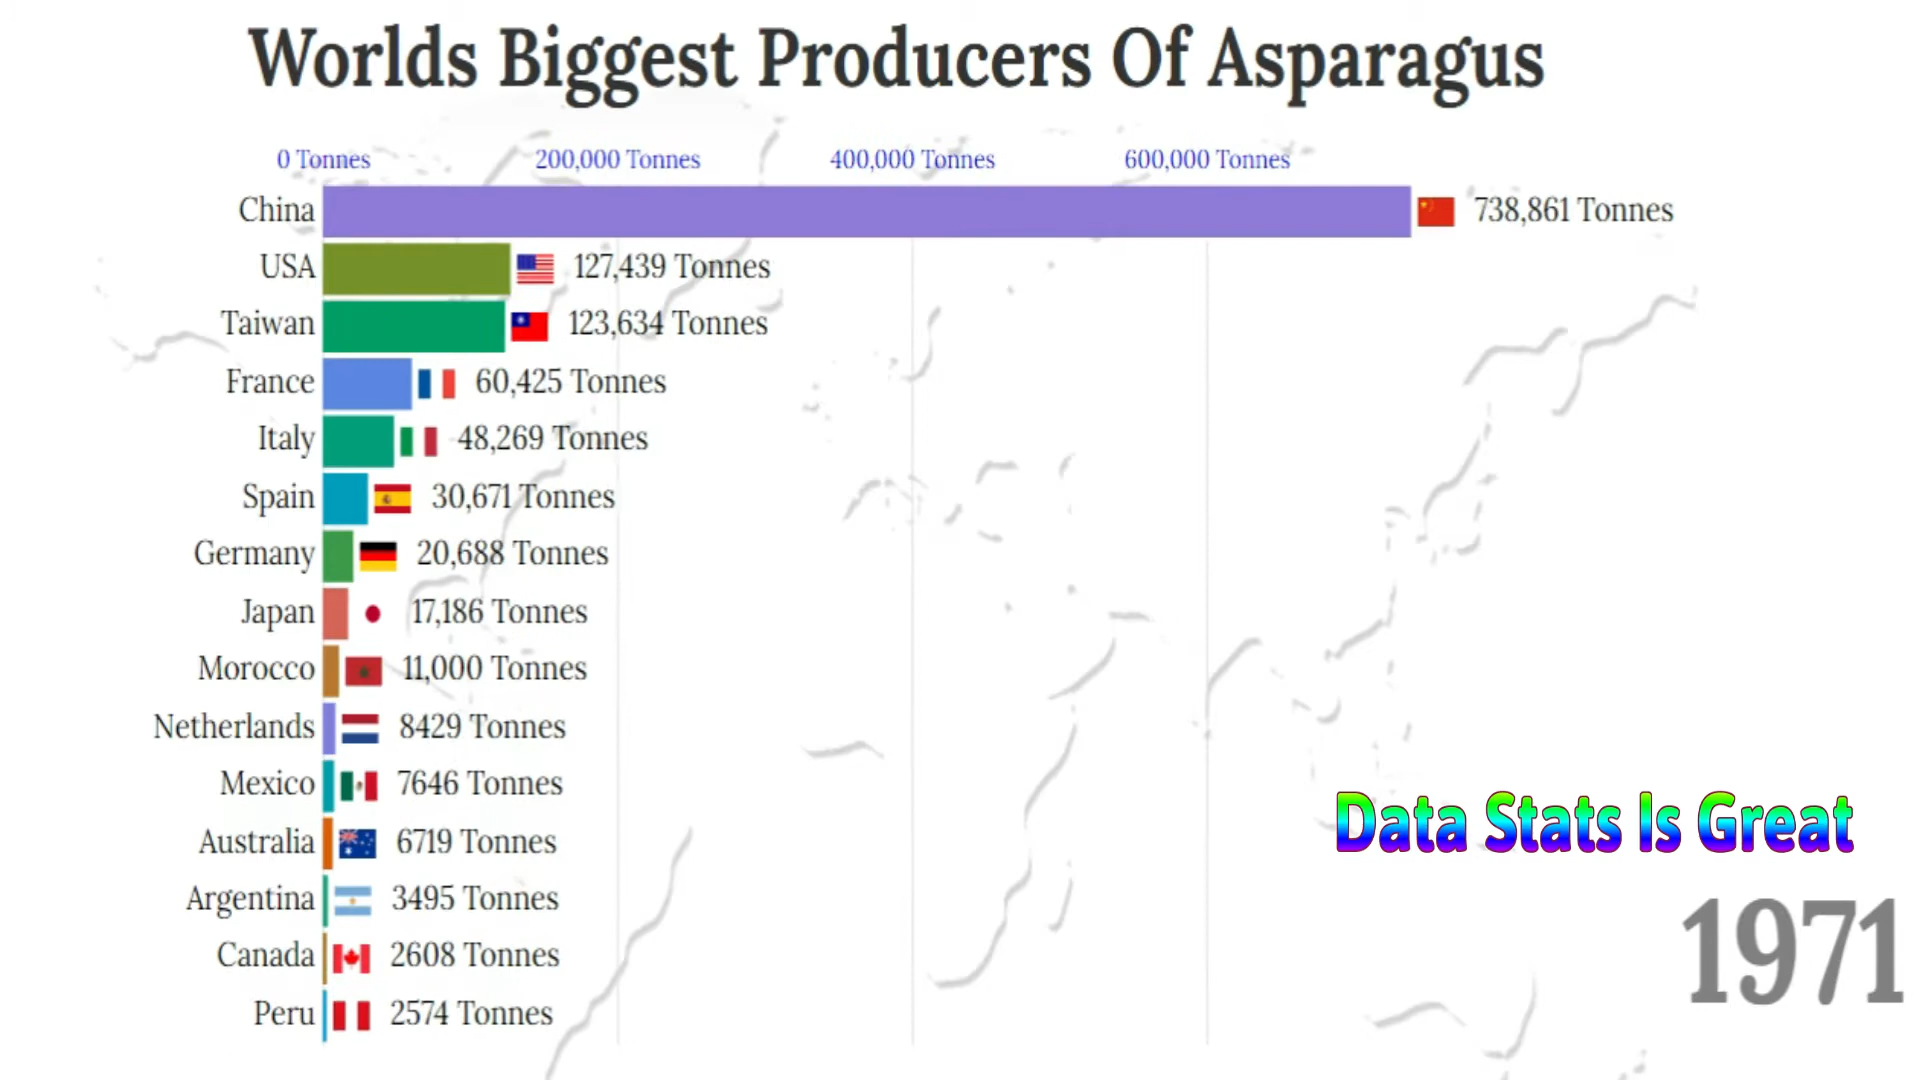 Worlds Biggest Producers Of Asparagus
0 Tonnes 200,000 Tonnes 400,000 Tonnes 600,000 Tonnes
China 738,861 Tonnes
USA 127,439 Tonnes
Taiwan 123,634 Tonnes
France 60,425 Tonnes
Italy 48,269 Tonnes
Spain 30,671 Tonnes
Germany 20,688 Tonnes
Japan 17,186 Tonnes
Morocco 11,000 Tonnes
Netherlands 8429 Tonnes
Mexico 7646 Tonnes
Australia 6719 Tonnes
Argentina 3495 Tonnes
Canada 2608 Tonnes
Peru 2574 Tonnes
Data Stats Is Great
1971